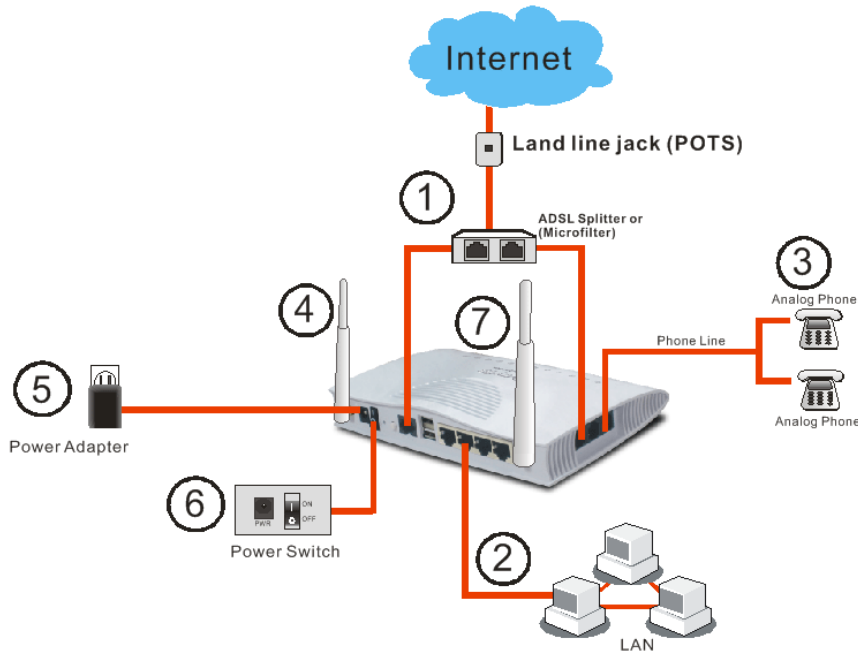 Internet
Land line jack (POTS)
1
ADSL Splitter or
(Microfilter)
3
Analog Phone
4
7
Phone Line
5
Analog Phone
Power Adapter
6
ON
OFF
PWR
Power Switch
2
LAN